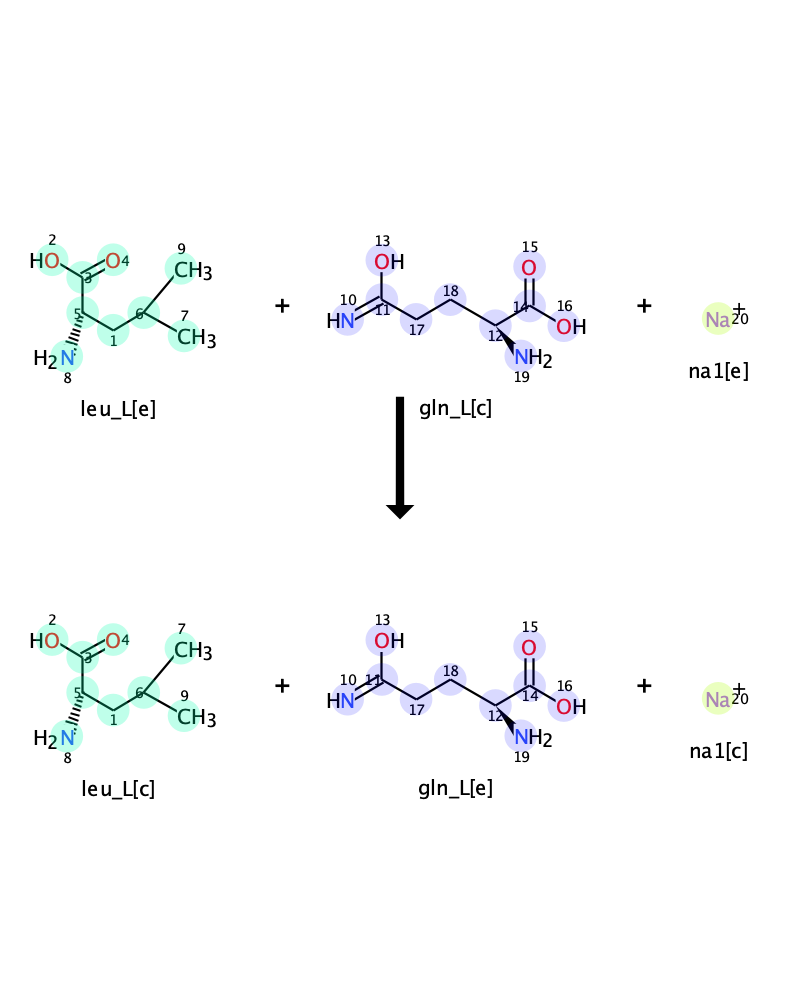 2 HO 3 O 4 5 H2N 8 1 6 9 CH3 7 CH3
+
13 OH 10 HN 11 17 18 12 14 15 O 16 OH NH2 19
+
Na+ 20
leu_L[e] gln_L[c] na1[e]
2 HO 3 O 4 5 H2N 8 1 6 7 CH3 9 CH3
+
13 OH 10 HN 11 17 18 12 14 15 O 16 OH NH2 19
+
Na+ 20
leu_L[c] gln_L[e] na1[c]